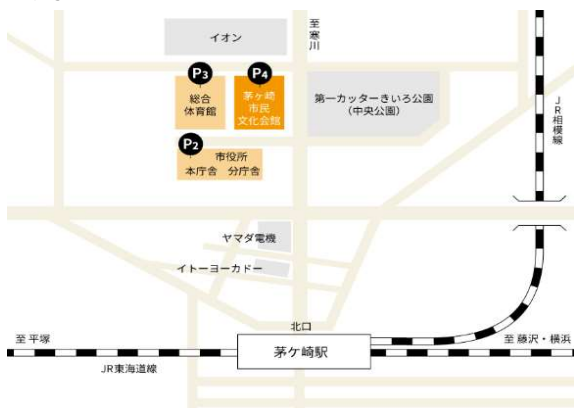 至寒川
イオン
P3
P4
総合
体育館
茅ヶ崎
市民
文化会館
第一カッターきいろ公園
(中央公園)
JR相模線
P2
市役所
本庁舎 分庁舎
ヤマダ電機
イトーヨーカドー
北口
至 平塚
茅ケ崎駅
至 藤沢・横浜
JR東海道線